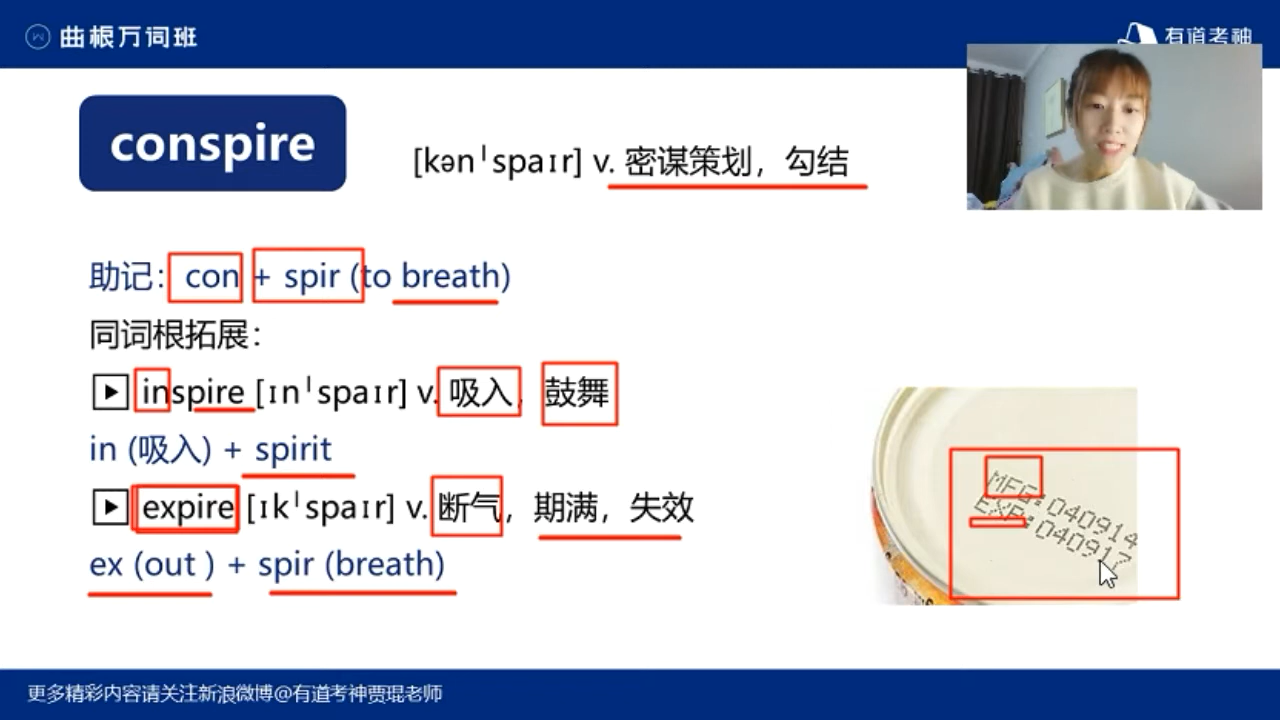 曲根万词班
有道考神
conspire
[kənˈspaɪr] v. 密谋策划，勾结
助记： con + spir (to breath)
同词根拓展：
inspire [ɪnˈspaɪr] v. 吸入，鼓舞
in (吸入) + spirit
expire [ɪkˈspaɪr] v. 断气，期满，失效
ex (out ) + spir (breath)
MFG:040914
EXP:040917
更多精彩内容请关注新浪微博@有道考神贾琨老师